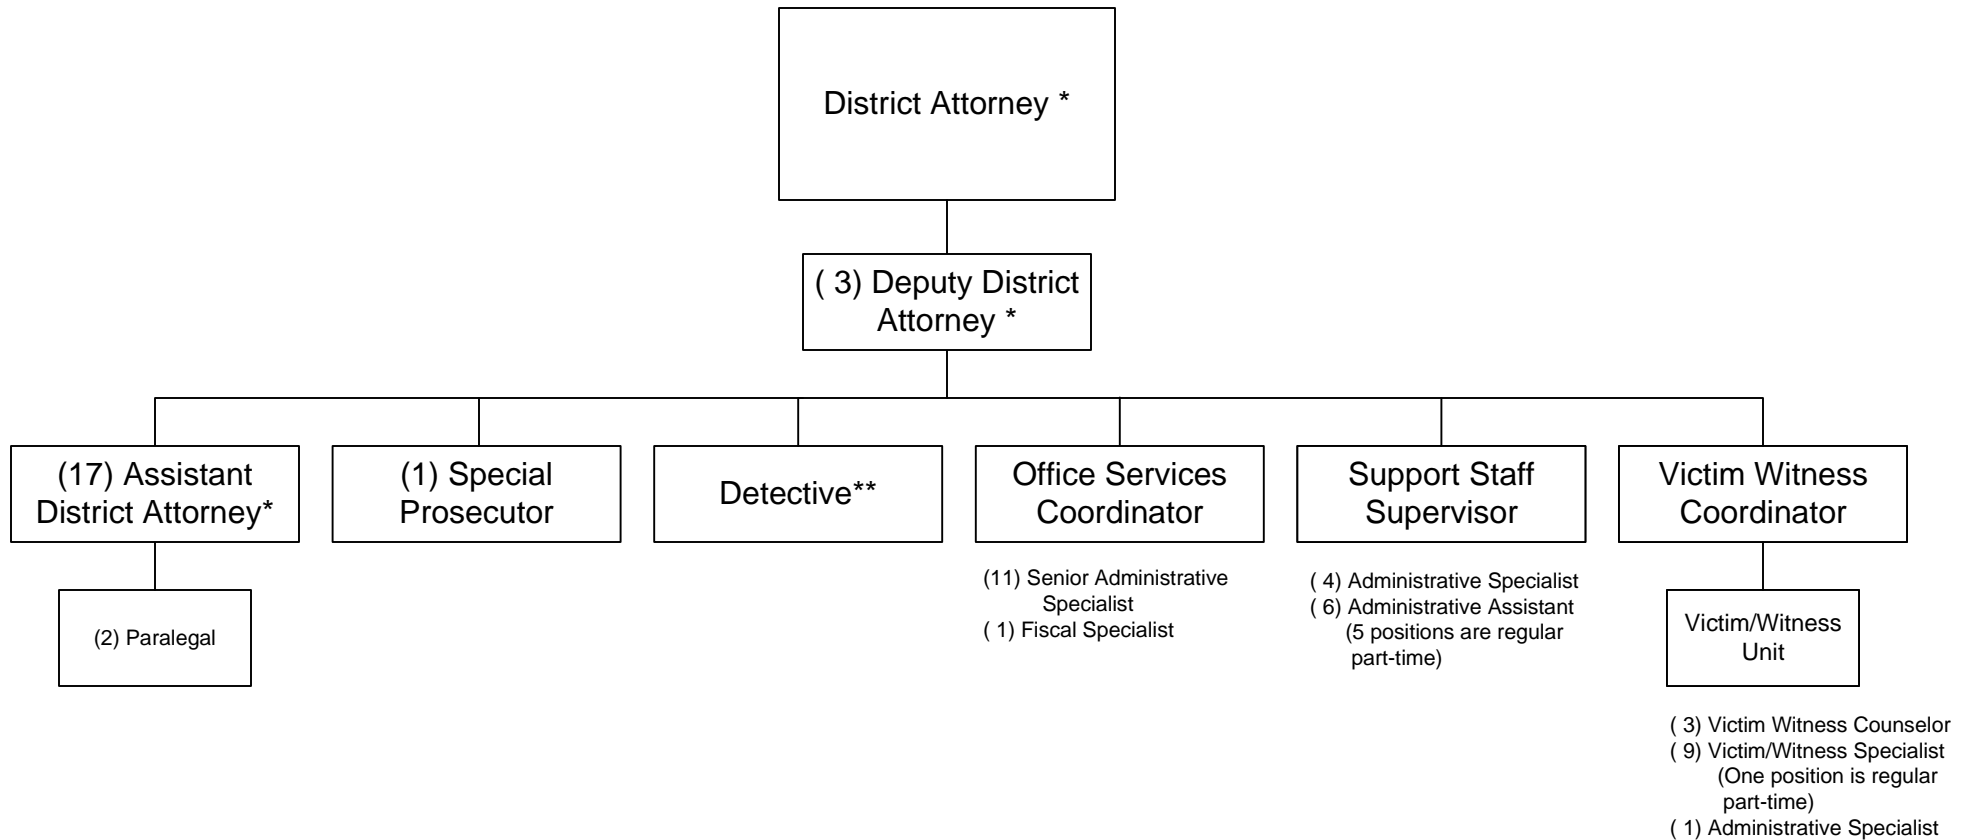 District Attorney *
( 3) Deputy District
Attorney *
(17) Assistant
District Attorney*
(1) Special
Prosecutor
Detective**
Office Services
Coordinator
Support Staff
Supervisor
Victim Witness
Coordinator
(2) Paralegal
(11) Senior Administrative
Specialist
( 1) Fiscal Specialist
( 4) Administrative Specialist
( 6) Administrative Assistant
(5 positions are regular
part-time)
Victim/Witness
Unit
( 3) Victim Witness Counselor
( 9) Victim/Witness Specialist
(One position is regular
part-time)
( 1) Administrative Specialist